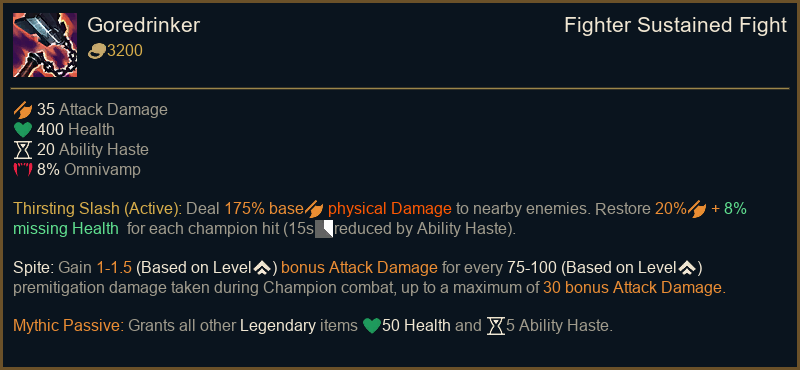 Goredrinker Fighter Sustained Fight
3200
35 Attack Damage
400 Health
20 Ability Haste
8% Omnivamp
Thirsting Slash (Active): Deal 175% base physical Damage to nearby enemies. Restore 20% + 8%
missing Health for each champion hit (15s reduced by Ability Haste).
Spite: Gain 1-1.5 (Based on Level) bonus Attack Damage for every 75-100 (Based on Level)
premitigation damage taken during Champion combat, up to a maximum of 30 bonus Attack Damage.
Mythic Passive: Grants all other Legendary items 50 Health and 5 Ability Haste.